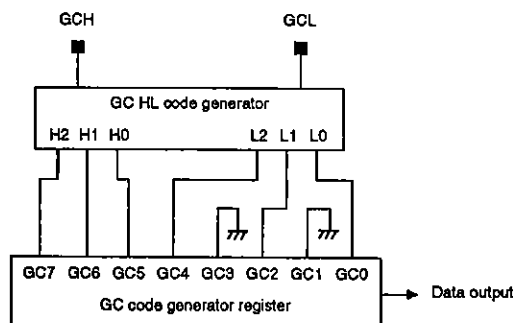 GCH GCL
GC HL code generator
H2 H1 H0 L2 L1 L0
GC7 GC6 GC5 GC4 GC3 GC2 GC1 GC0
GC code generator register
Data output